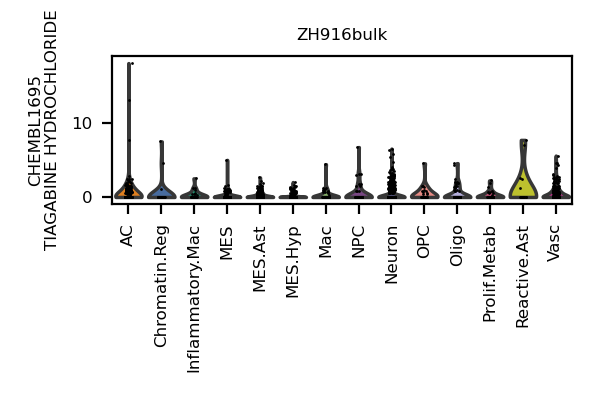 ZH916bulk
CHEMBL1695
TIAGABINE HYDROCHLORIDE
10
0
AC
Chromatin.Reg
Inflammatory.Mac
MES
MES.Ast
MES.Hyp
Mac
NPC
Neuron
OPC
Oligo
Prolif.Metab
Reactive.Ast
Vasc